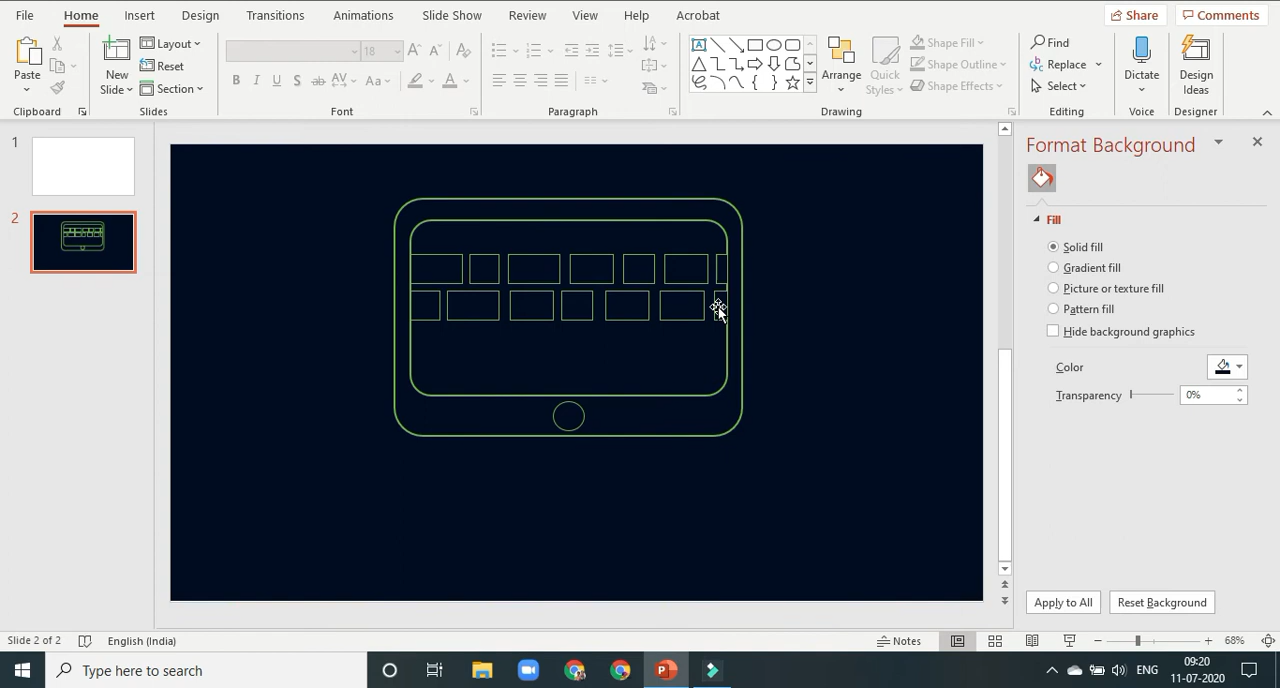 File Home Insert Design Transitions Animations Slide Show Review View Help Acrobat Share Comments
Paste New Slide Layout Reset Section 18 B I U S ab AV Aa A Arrange Quick Styles Shape Fill Shape Outline Shape Effects Find Replace Select Dictate Design Ideas
Clipboard Slides Font Paragraph Drawing Editing Voice Designer
1
2
Format Background
Fill
Solid fill
Gradient fill
Picture or texture fill
Pattern fill
Hide background graphics
Color
Transparency 0%
Apply to All Reset Background
Slide 2 of 2 English (India) Notes 68%
Type here to search ENG 09:20
11-07-2020